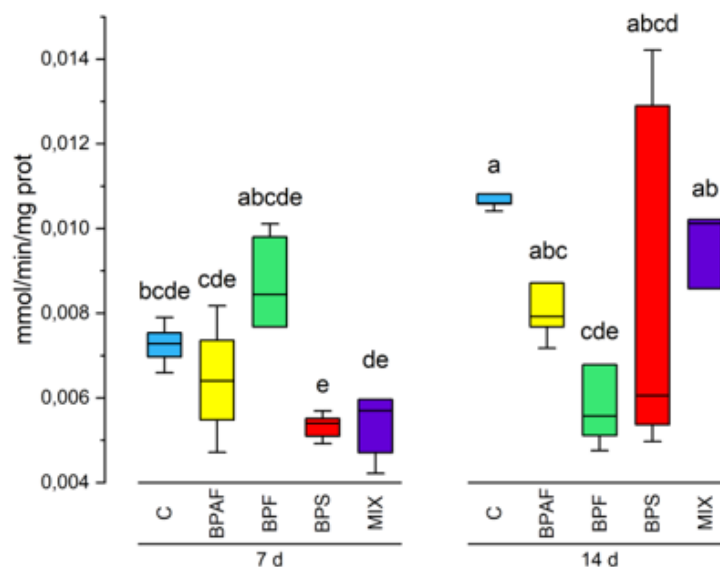 mmol/min/mg prot
0,014
0,012
0,010
0,008
0,006
0,004
bcde
cde
abcde
e
de
a
abc
cde
abcd
ab
C
BPAF
BPF
BPS
MIX
C
BPAF
BPF
BPS
MIX
7 d
14 d